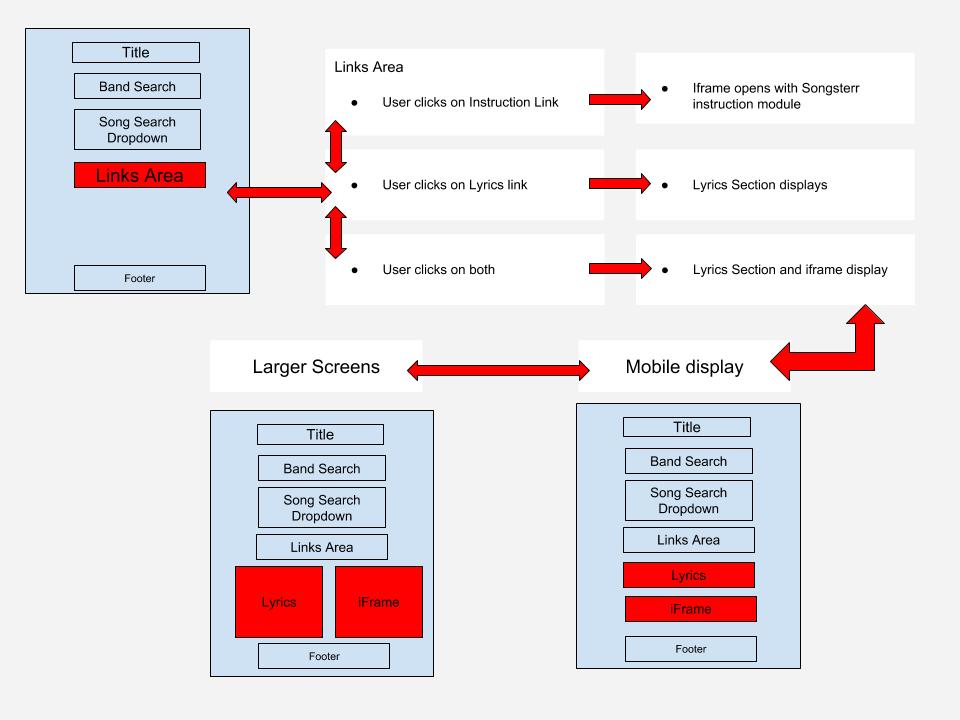 Title
Band Search
Song Search
Dropdown
Links Area
Footer
Links Area
● User clicks on Instruction Link
● Iframe opens with Songsterr
instruction module
● User clicks on Lyrics link
● Lyrics Section displays
● User clicks on both
● Lyrics Section and iframe display
Larger Screens
Title
Band Search
Song Search
Dropdown
Links Area
Lyrics
iFrame
Footer
Mobile display
Title
Band Search
Song Search
Dropdown
Links Area
Lyrics
iFrame
Footer